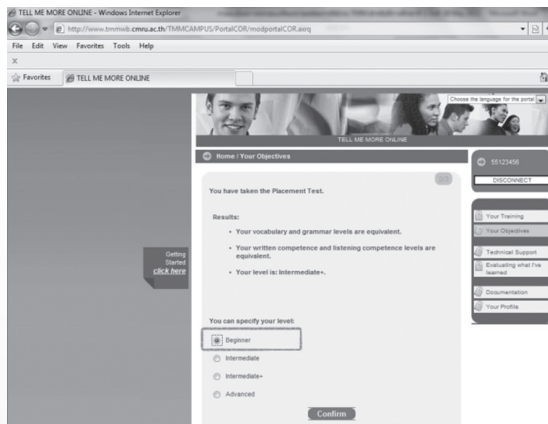 TELL ME MORE ONLINE - Windows Internet Explorer
http://www.tmmwb.cmru.ac.th/TMMCAMPUS/PortalCOR/modportalCOR.axrq
File Edit View Favorites Tools Help
X
Favorites TELL ME MORE ONLINE
Choose the language for the portal
TELL ME MORE ONLINE
Home / Your Objectives
55123456
DISCONNECT
You have taken the Placement Test.
Your Training
Your Objectives
Results:
• Your vocabulary and grammar levels are equivalent.
• Your written competence and listening competence levels are
equivalent.
• Your level is: Intermediate+.
Technical Support
Evaluating what I've
learned
Documentation
Your Profile
Getting
Started
click here
You can specify your level:
Beginner
Intermediate
Intermediate+
Advanced
Confirm